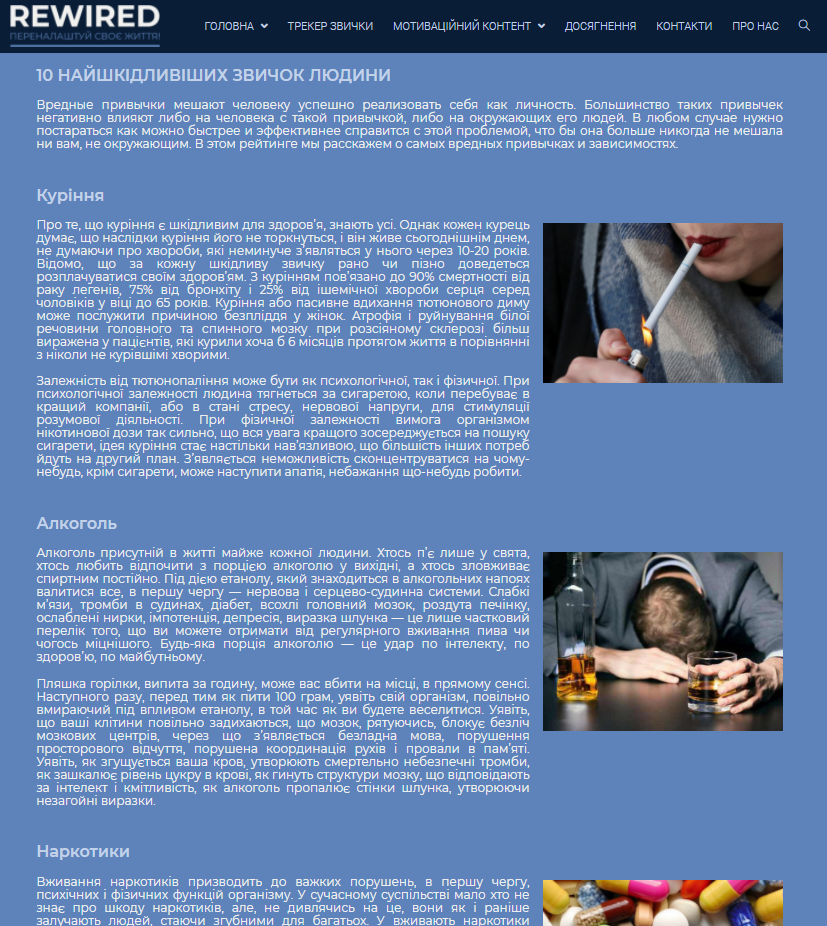 REWIRED
ПЕРЕНАЛАШТУЙ СВОЄ ЖИТТЯ!
ГОЛОВНА
ТРЕКЕР ЗВИЧКИ
МОТИВАЦІЙНИЙ КОНТЕНТ
ДОСЯГНЕННЯ
КОНТАКТИ
ПРО НАС
10 НАЙШКІДЛИВІШИХ ЗВИЧОК ЛЮДИНИ
Вредные привычки мешают человеку успешно реализовать себя как личность. Большинство таких привычек
негативно влияют либо на человека с такой привычкой, либо на окружающих его людей. В любом случае нужно
постараться как можно быстрее и эффективнее справится с этой проблемой, что бы она больше никогда не мешала
ни вам, не окружающим. В этом рейтинге мы расскажем о самых вредных привычках и зависимостях.
Куріння
Про те, що куріння є шкідливим для здоров’я, знають усі. Однак кожен курець
думає, що наслідки куріння його не торкнуться, і він живе сьогоднішнім днем,
не думаючи про хвороби, які неминуче з’являться у нього через 10-20 років.
Відомо, що за кожну шкідливу звичку рано чи пізно доведеться
розплачуватися своїм здоров’ям. З курінням пов’язано до 90% смертності від
раку легенів, 75% від бронхіту і 25% від ішемічної хвороби серця серед
чоловіків у віці до 65 років. Куріння або пасивне вдихання тютюнового диму
може послужити причиною безпліддя у жінок. Атрофія і руйнування білої
речовини головного та спинного мозку при розсіяному склерозі більш
виражена у пацієнтів, які курили хоча б 6 місяців протягом життя в порівнянні
з ніколи не курівшімі хворими.
Залежність від тютюнопаління може бути як психологічної, так і фізичної. При
психологічної залежності людина тягнеться за сигаретою, коли перебуває в
кращий компанії, або в стані стресу, нервової напруги, для стимуляції
розумової діяльності. При фізичної залежності вимога організмом
нікотинової дози так сильно, що вся увага кращого зосереджується на пошуку
сигарети, ідея куріння стає настільки нав’язливою, що більшість інших потреб
йдуть на другий план. З’являється неможливість сконцентруватися на чому-
небудь, крім сигарети, може наступити апатія, небажання що-небудь робити.
Алкоголь
Алкоголь присутній в житті майже кожної людини. Хтось п’є лише у свята,
хтось любить відпочити з порцією алкоголю у вихідні, а хтось зловживає
спиртним постійно. Під дією етанолу, який знаходиться в алкогольних напоях
валитися все, в першу чергу — нервова і серцево-судинна системи. Слабкі
м’язи, тромби в судинах, діабет, всохлі головний мозок, роздута печінку,
ослаблені нирки, імпотенція, депресія, виразка шлунка — це лише частковий
перелік того, що ви можете отримати від регулярного вживання пива чи
чогось міцнішого. Будь-яка порція алкоголю — це удар по інтелекту, по
здоров’ю, по майбутньому.
Пляшка горілки, випита за годину, може вас вбити на місці, в прямому сенсі.
Наступного разу, перед тим як пити 100 грам, уявіть свій організм, повільно
вмираючий під впливом етанолу, в той час як ви будете веселитися. Уявіть,
що ваші клітини повільно задихаються, що мозок, рятуючись, блокує безліч
мозкових центрів, через що з’являється безладна мова, порушення
просторового відчуття, порушена координація рухів і провали в пам’яті.
Уявіть, як згущується ваша кров, утворюють смертельно небезпечні тромби,
як зашкалює рівень цукру в крові, як гинуть структури мозку, що відповідають
за інтелект і кмітливість, як алкоголь пропалює стінки шлунка, утворюючи
незагойні виразки.
Наркотики
Вживання наркотиків призводить до важких порушень, в першу чергу,
психічних і фізичних функцій організму. У сучасному суспільстві мало хто не
знає про шкоду наркотиків, але, не дивлячись на це, вони як і раніше
залучають людей, стаючи згубними для багатьох. У вживають наркотики